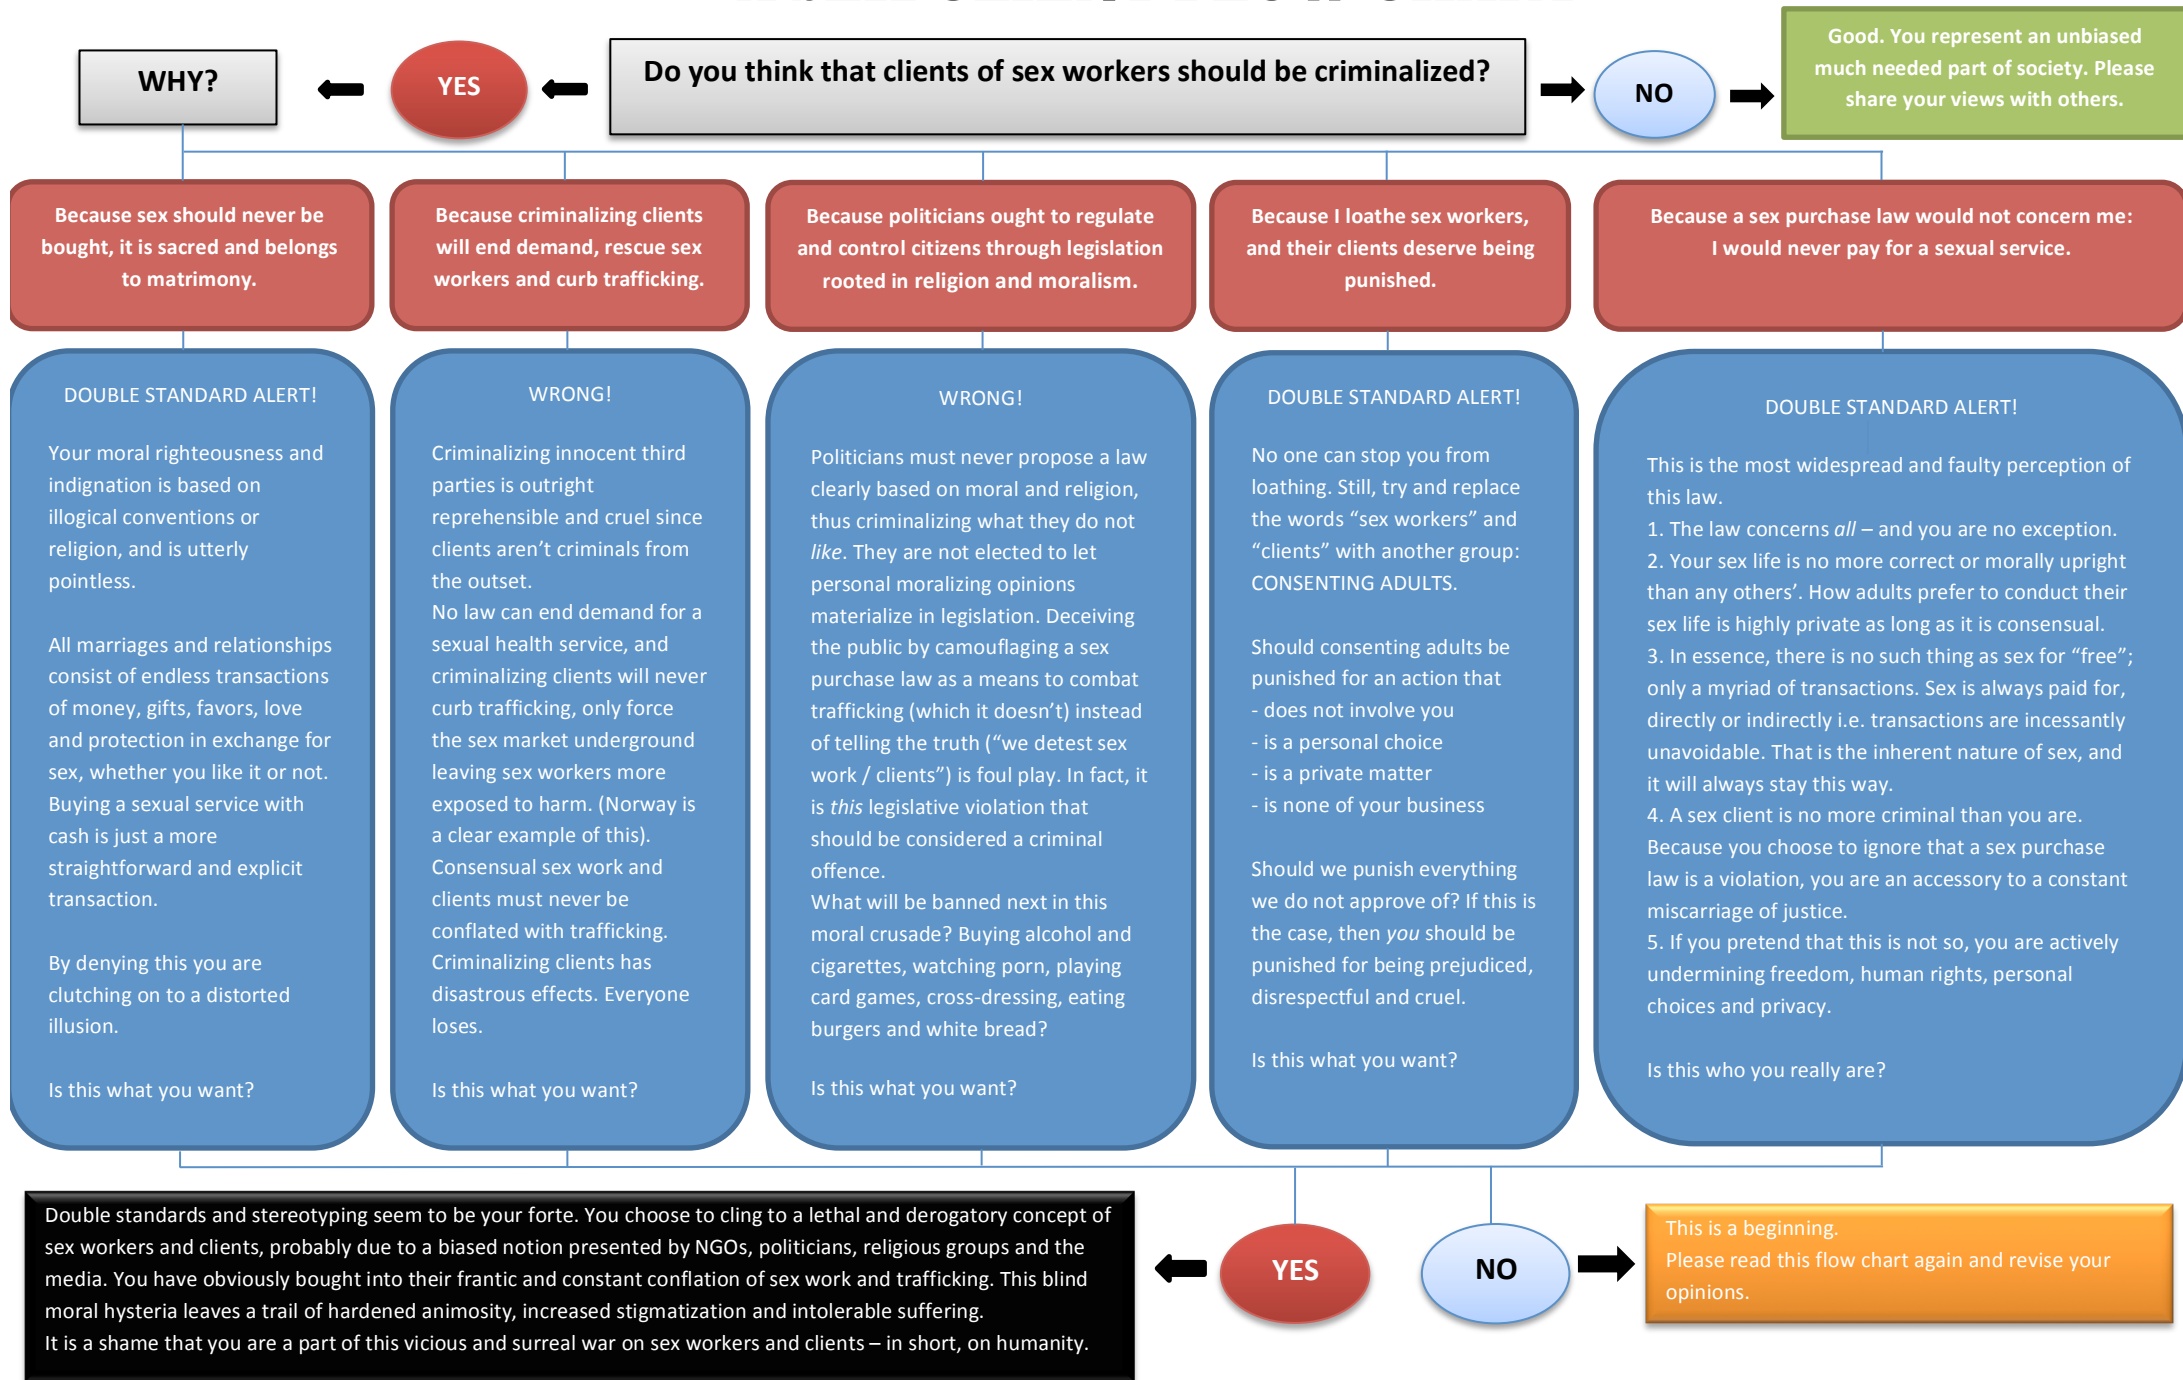 WHY?
YES
Do you think that clients of sex workers should be criminalized?
NO
Good. You represent an unbiased
much needed part of society. Please
share your views with others.
Because sex should never be
bought, it is sacred and belongs
to matrimony.
Because criminalizing clients
will end demand, rescue sex
workers and curb trafficking.
Because politicians ought to regulate
and control citizens through legislation
rooted in religion and moralism.
Because I loathe sex workers,
and their clients deserve being
punished.
Because a sex purchase law would not concern me:
I would never pay for a sexual service.
DOUBLE STANDARD ALERT!
Your moral righteousness and
indignation is based on
illogical conventions or
religion, and is utterly
pointless.
All marriages and relationships
consist of endless transactions
of money, gifts, favors, love
and protection in exchange for
sex, whether you like it or not.
Buying a sexual service with
cash is just a more
straightforward and explicit
transaction.
By denying this you are
clutching on to a distorted
illusion.
Is this what you want?
WRONG!
Criminalizing innocent third
parties is outright
reprehensible and cruel since
clients aren’t criminals from
the outset.
No law can end demand for a
sexual health service, and
criminalizing clients will never
curb trafficking, only force
the sex market underground
leaving sex workers more
exposed to harm. (Norway is
a clear example of this).
Consensual sex work and
clients must never be
conflated with trafficking.
Criminalizing clients has
disastrous effects. Everyone
loses.
Is this what you want?
WRONG!
Politicians must never propose a law
clearly based on moral and religion,
thus criminalizing what they do not
like. They are not elected to let
personal moralizing opinions
materialize in legislation. Deceiving
the public by camouflaging a sex
purchase law as a means to combat
trafficking (which it doesn’t) instead
of telling the truth (“we detest sex
work / clients”) is foul play. In fact, it
is this legislative violation that
should be considered a criminal
offence.
What will be banned next in this
moral crusade? Buying alcohol and
cigarettes, watching porn, playing
card games, cross-dressing, eating
burgers and white bread?
Is this what you want?
DOUBLE STANDARD ALERT!
No one can stop you from
loathing. Still, try and replace
the words “sex workers” and
“clients” with another group:
CONSENTING ADULTS.
Should consenting adults be
punished for an action that
- does not involve you
- is a personal choice
- is a private matter
- is none of your business
Should we punish everything
we do not approve of? If this is
the case, then you should be
punished for being prejudiced,
disrespectful and cruel.
Is this what you want?
DOUBLE STANDARD ALERT!
This is the most widespread and faulty perception of
this law.
1. The law concerns all – and you are no exception.
2. Your sex life is no more correct or morally upright
than any others’. How adults prefer to conduct their
sex life is highly private as long as it is consensual.
3. In essence, there is no such thing as sex for “free”;
only a myriad of transactions. Sex is always paid for,
directly or indirectly i.e. transactions are incessantly
unavoidable. That is the inherent nature of sex, and
it will always stay this way.
4. A sex client is no more criminal than you are.
Because you choose to ignore that a sex purchase
law is a violation, you are an accessory to a constant
miscarriage of justice.
5. If you pretend that this is not so, you are actively
undermining freedom, human rights, personal
choices and privacy.
Is this who you really are?
Double standards and stereotyping seem to be your forte. You choose to cling to a lethal and derogatory concept of
sex workers and clients, probably due to a biased notion presented by NGOs, politicians, religious groups and the
media. You have obviously bought into their frantic and constant conflation of sex work and trafficking. This blind
moral hysteria leaves a trail of hardened animosity, increased stigmatization and intolerable suffering.
It is a shame that you are a part of this vicious and surreal war on sex workers and clients – in short, on humanity.
YES
NO
This is a beginning.
Please read this flow chart again and revise your
opinions.